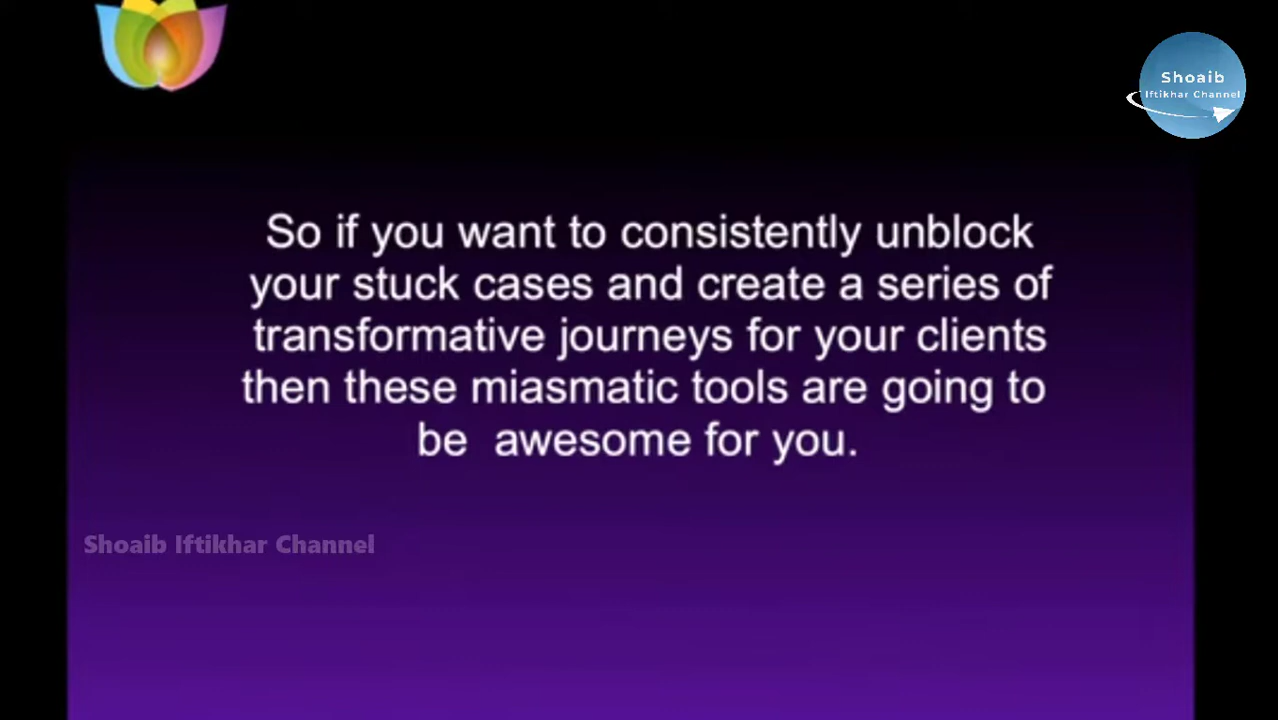 Shoaib
Iftikhar Channel
So if you want to consistently unblock
your stuck cases and create a series of
transformative journeys for your clients
then these miasmatic tools are going to
be  awesome for you.
Shoaib Iftikhar Channel